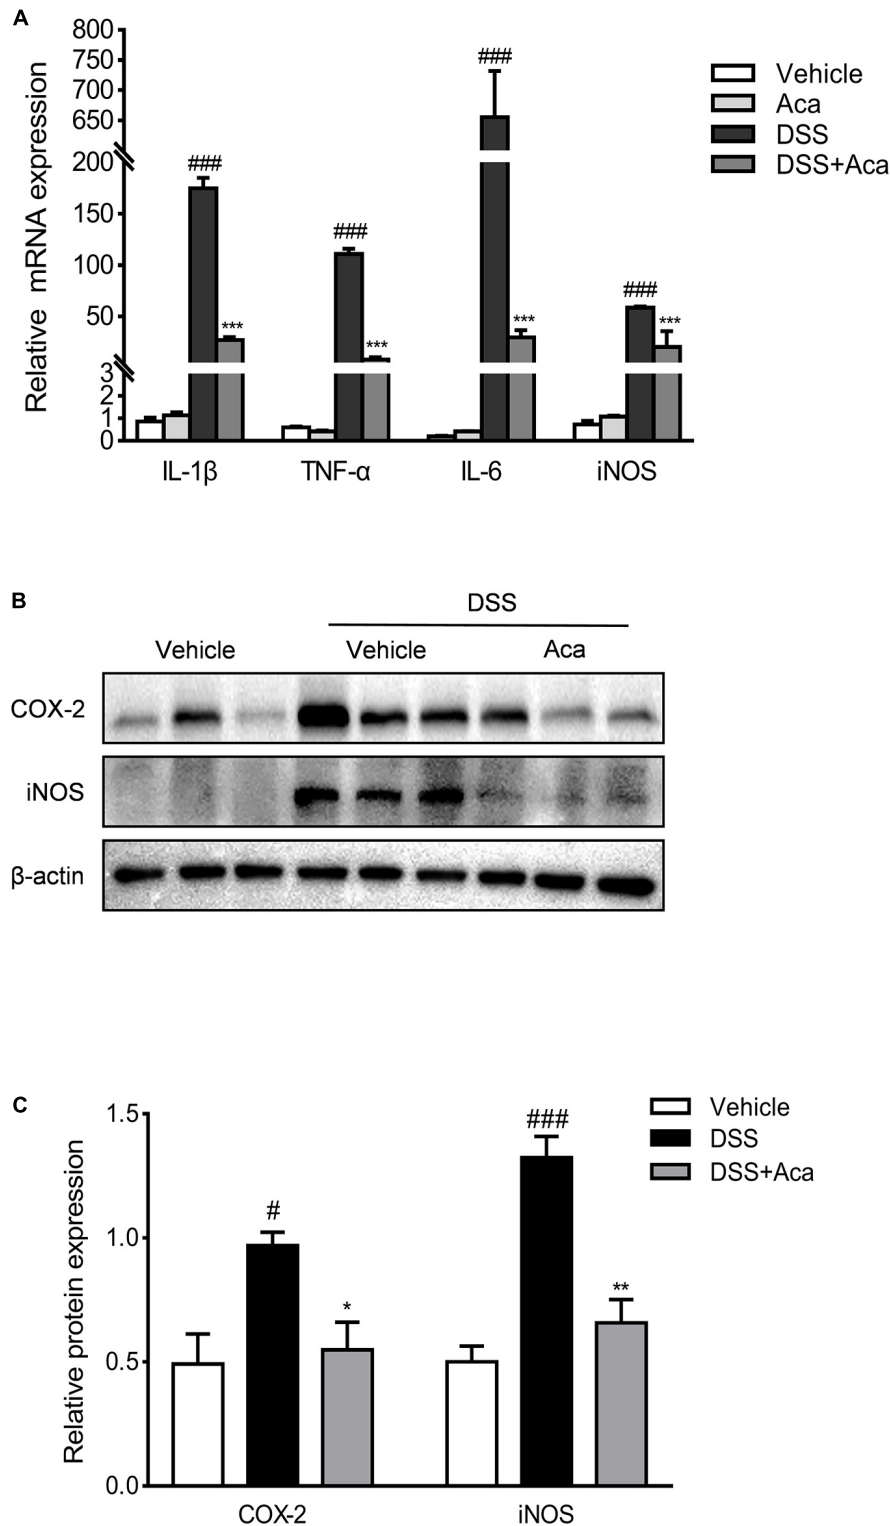 A
800
750
700
650
200
150
100
50
3
2
1
0
Relative mRNA expression
###
***
###
***
###
***
###
***
IL-1β TNF-α IL-6 iNOS
Vehicle
Aca
DSS
DSS+Aca
B
DSS
Vehicle Vehicle Aca
COX-2
iNOS
β-actin
C
1.5
1.0
0.5
0.0
Relative protein expression
#
*
###
**
COX-2 iNOS
Vehicle
DSS
DSS+Aca